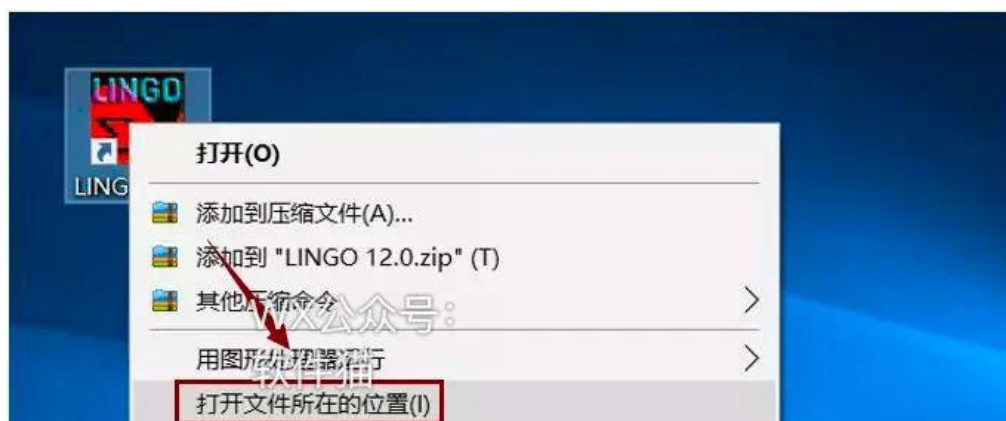 LINGO
LING
打开(O)
添加到压缩文件(A)...
添加到 "LINGO 12.0.zip" (T)
其他压缩命令
WX公众号:
用图形处理器运行
软件猫
打开文件所在的位置(I)